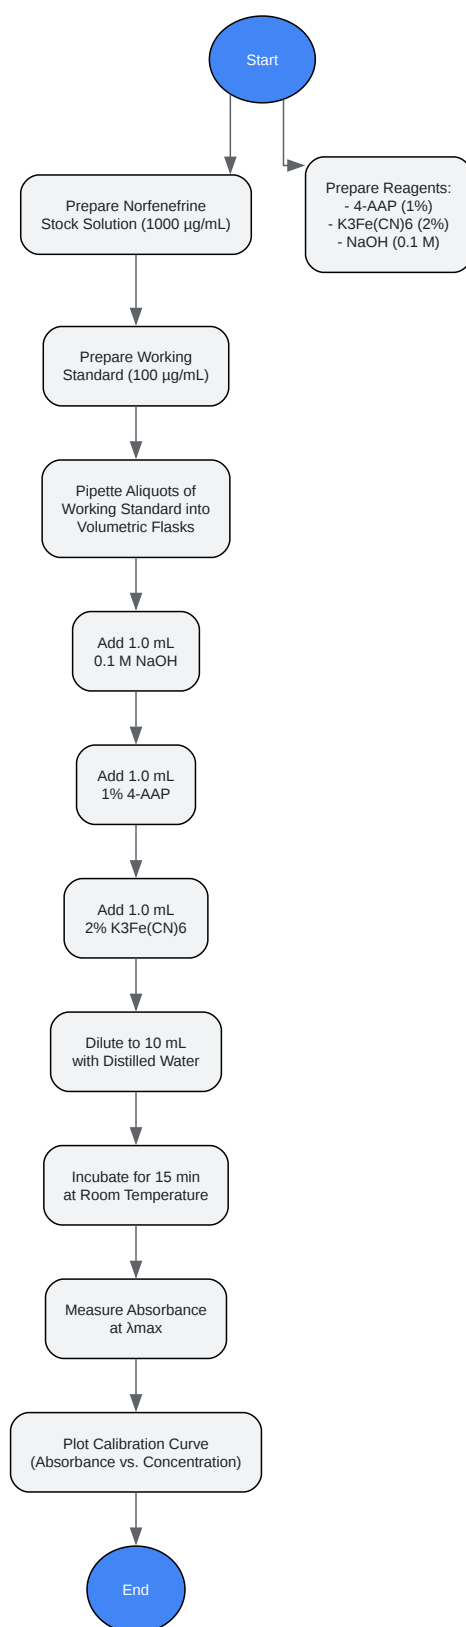 Start
Prepare Norfenefrine
Stock Solution (1000 µg/mL)
Prepare Reagents:
- 4-AAP (1%)
- K3Fe(CN)6 (2%)
- NaOH (0.1 M)
Prepare Working
Standard (100 µg/mL)
Pipette Aliquots of
Working Standard into
Volumetric Flasks
Add 1.0 mL
0.1 M NaOH
Add 1.0 mL
1% 4-AAP
Add 1.0 mL
2% K3Fe(CN)6
Dilute to 10 mL
with Distilled Water
Incubate for 15 min
at Room Temperature
Measure Absorbance
at λmax
Plot Calibration Curve
(Absorbance vs. Concentration)
End